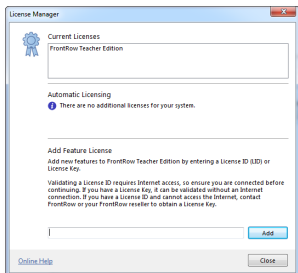 License Manager
Current Licenses
FrontRow Teacher Edition
Automatic Licensing
There are no additional licenses for your system.
Add Feature License
Add new features to FrontRow Teacher Edition by entering a License ID (LID) or
License Key.
Validating a License ID requires Internet access, so ensure you are connected before
continuing. If you have a License Key, it can be validated without an Internet
connection. If you have a License ID and cannot access the Internet, contact
FrontRow or your FrontRow reseller to obtain a License Key.
Add
Online Help
Close